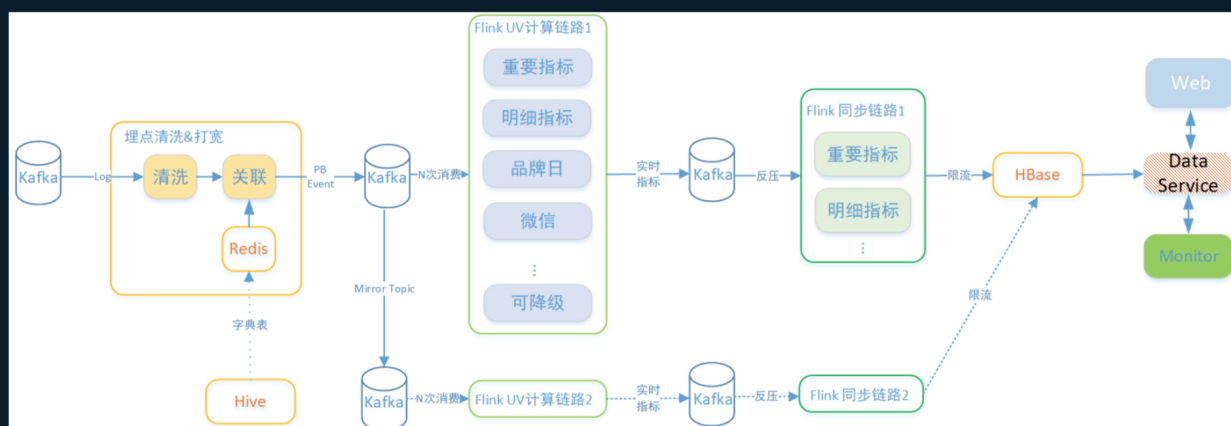 Flink UV计算链路1
重要指标
明细指标
品牌日
微信
⋮
可降级
埋点清洗&打宽
Kafka
Log
清洗
关联
Redis
字典表
Hive
PB
Event
Kafka
N次消费
实时
指标
Kafka
反压
Flink 同步链路1
重要指标
明细指标
⋮
限流
HBase
Web
Data
Service
Monitor
Mirror Topic
限流
Kafka
N次消费
Flink UV计算链路2
实时
指标
Kafka
反压
Flink 同步链路2